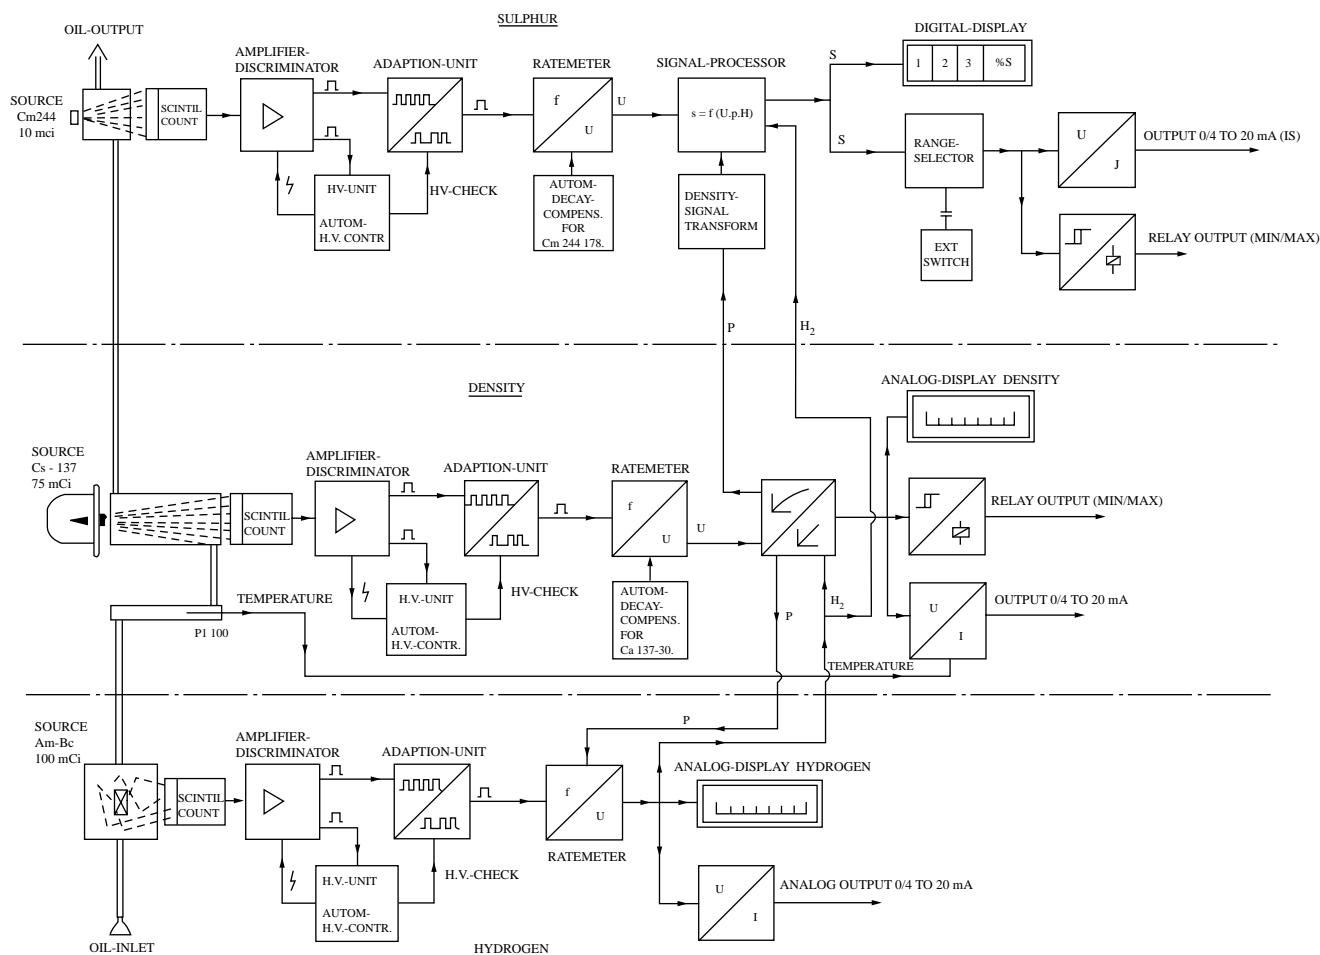 SULPHUR
OIL-OUTPUT
SOURCE
Cm244
10 mci
SCINTIL
COUNT
AMPLIFIER-
DISCRIMINATOR
HV-UNIT
AUTOM-
H.V. CONTR
ADAPTION-UNIT
HV-CHECK
RATEMETER
f
U
U
AUTOM-
DECAY-
COMPENS.
FOR
Cm 244 178.
SIGNAL-PROCESSOR
s = f (U.p.H)
DENSITY-
SIGNAL
TRANSFORM
P
H2
S
S
DIGITAL-DISPLAY
1 2 3 %S
RANGE-
SELECTOR
EXT
SWITCH
U
J
OUTPUT 0/4 TO 20 mA (IS)
RELAY OUTPUT (MIN/MAX)
DENSITY
SOURCE
Cs - 137
75 mCi
SCINTIL
COUNT
AMPLIFIER-
DISCRIMINATOR
H.V.-UNIT
AUTOM-
H.V.-CONTR.
ADAPTION-UNIT
HV-CHECK
RATEMETER
f
U
U
AUTOM-
DECAY-
COMPENS.
FOR
Ca 137-30.
P
H2
ANALOG-DISPLAY DENSITY
RELAY OUTPUT (MIN/MAX)
U
I
OUTPUT 0/4 TO 20 mA
TEMPERATURE
P1 100
TEMPERATURE
SOURCE
Am-Bc
100 mCi
SCINTIL
COUNT
AMPLIFIER-
DISCRIMINATOR
H.V.-UNIT
AUTOM-
H.V.-CONTR.
ADAPTION-UNIT
H.V.-CHECK
P
f
U
RATEMETER
ANALOG-DISPLAY HYDROGEN
U
I
ANALOG OUTPUT 0/4 TO 20 mA
OIL-INLET
HYDROGEN